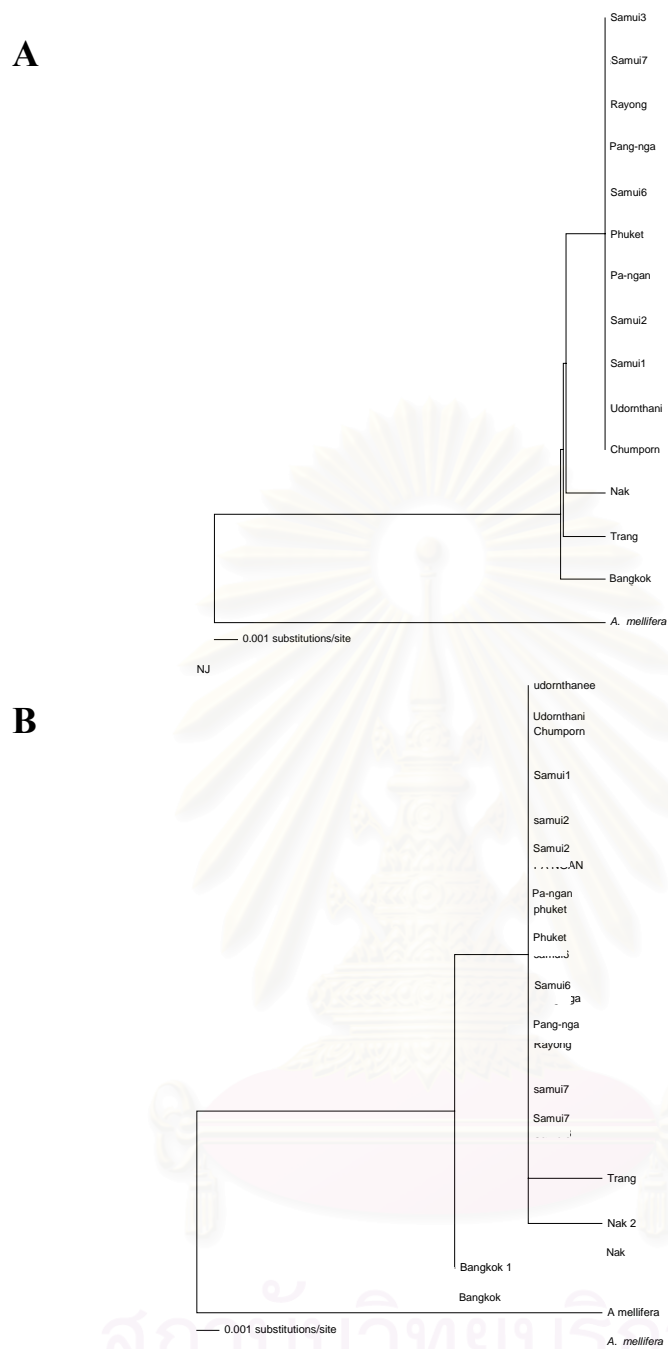 A
Samui3
Samui7
Rayong
Pang-nga
Samui6
Phuket
Pa-ngan
Samui2
Samui1
Udornthani
Chumporn
Nak
Trang
Bangkok
A. mellifera
0.001 substitutions/site
NJ
B
udornthanee
Udornthani
Chumporn
Samui1
samui2
Samui2
Pa-ngan
phuket
Phuket
Samui6
Pang-nga
Rayong
samui7
Samui7
Trang
Nak 2
Nak
Bangkok 1
Bangkok
A mellifera
0.001 substitutions/site
A. mellifera